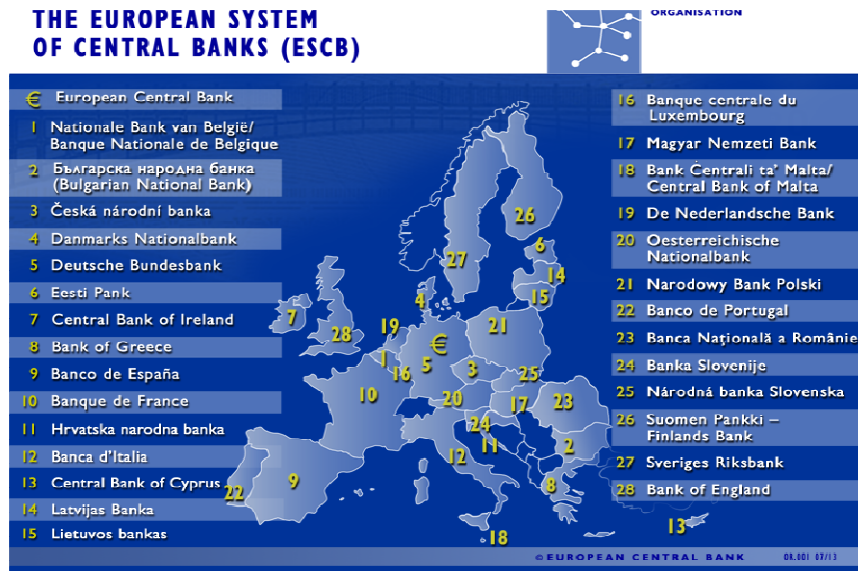 THE EUROPEAN SYSTEM
OF CENTRAL BANKS (ESCB)
ORGANISATION
€ European Central Bank
1 Nationale Bank van België/
Banque Nationale de Belgique
2 Българска народна банка
(Bulgarian National Bank)
3 Česká národní banka
4 Danmarks Nationalbank
5 Deutsche Bundesbank
6 Eesti Pank
7 Central Bank of Ireland
8 Bank of Greece
9 Banco de España
10 Banque de France
11 Hrvatska narodna banka
12 Banca d'Italia
13 Central Bank of Cyprus
14 Latvijas Banka
15 Lietuvos bankas
26
6
27
14
15
4
7
19
28
21
€
1
5
3
16
25
10
20
17
23
24
11
2
12
9
22
8
13
18
16 Banque centrale du
Luxembourg
17 Magyar Nemzeti Bank
18 Bank Ċentrali ta' Malta/
Central Bank of Malta
19 De Nederlandsche Bank
20 Oesterreichische
Nationalbank
21 Narodowy Bank Polski
22 Banco de Portugal
23 Banca Naţională a Românie
24 Banka Slovenije
25 Národná banka Slovenska
26 Suomen Pankki –
Finlands Bank
27 Sveriges Riksbank
28 Bank of England
© EUROPEAN CENTRAL BANK OR.001 07/13